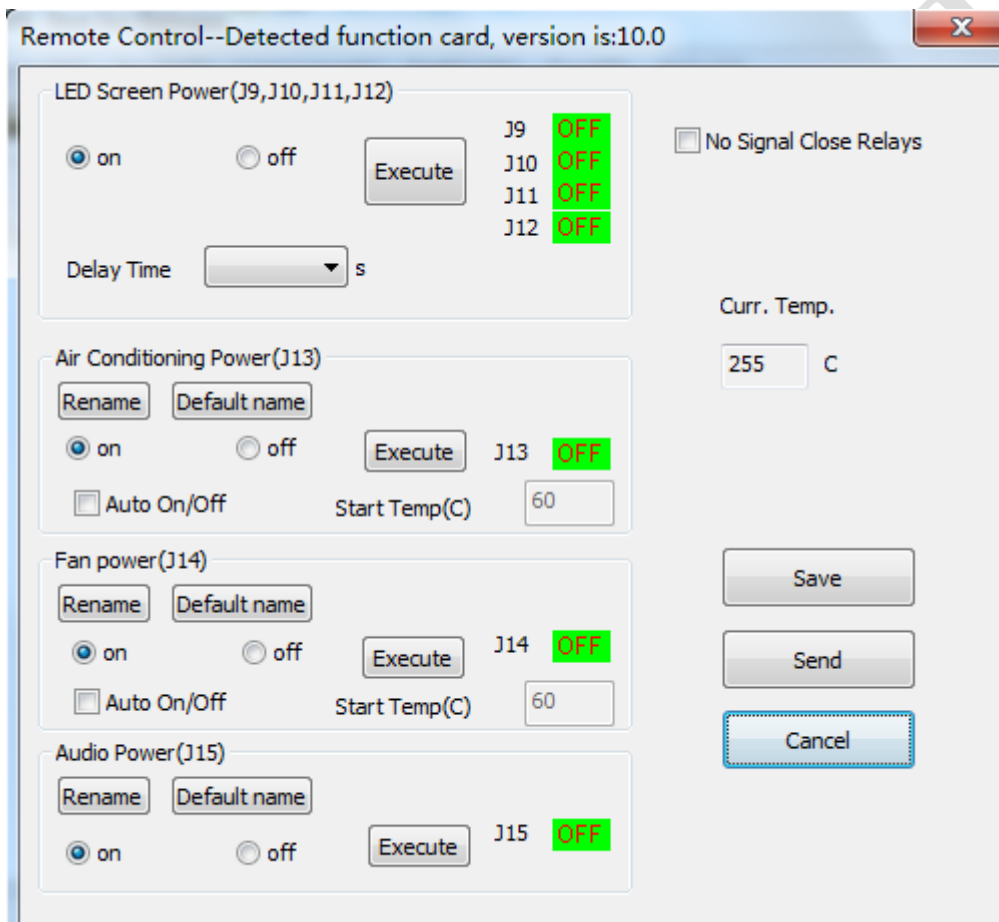 Remote Control--Detected function card, version is:10.0
LED Screen Power(J9,J10,J11,J12)
on off Execute
J9 OFF
J10 OFF
J11 OFF
J12 OFF
Delay Time s
No Signal Close Relays
Curr. Temp.
255 C
Air Conditioning Power(J13)
Rename Default name
on off Execute J13 OFF
Auto On/Off Start Temp(C) 60
Fan power(J14)
Rename Default name
on off Execute J14 OFF
Auto On/Off Start Temp(C) 60
Audio Power(J15)
Rename Default name
on off Execute J15 OFF
Save
Send
Cancel